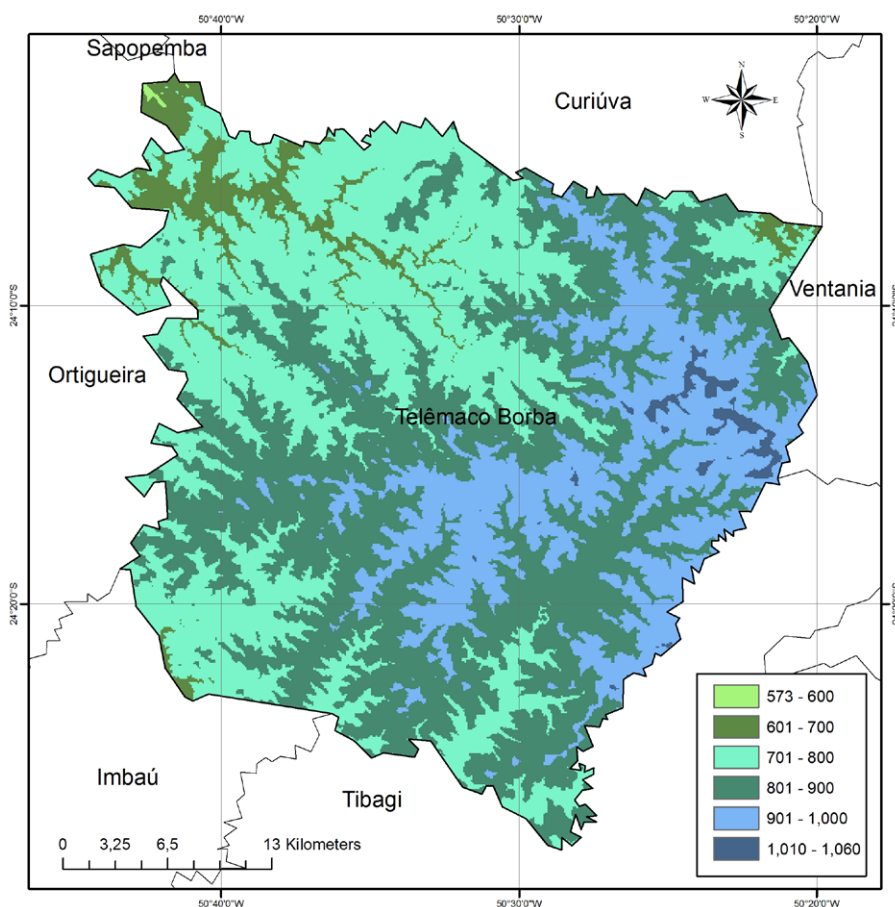 50°40'0"W
50°30'0"W
50°20'0"W
Sapopemba
Curiúva
N
W
E
S
24°10'0"S
Ventania
Ortigueira
Telêmaco Borba
24°20'0"S
573 - 600
601 - 700
701 - 800
801 - 900
901 - 1,000
1,010 - 1,060
Imbaú
Tibagi
0
3,25
6,5
13 Kilometers
50°40'0"W
50°30'0"W
50°20'0"W